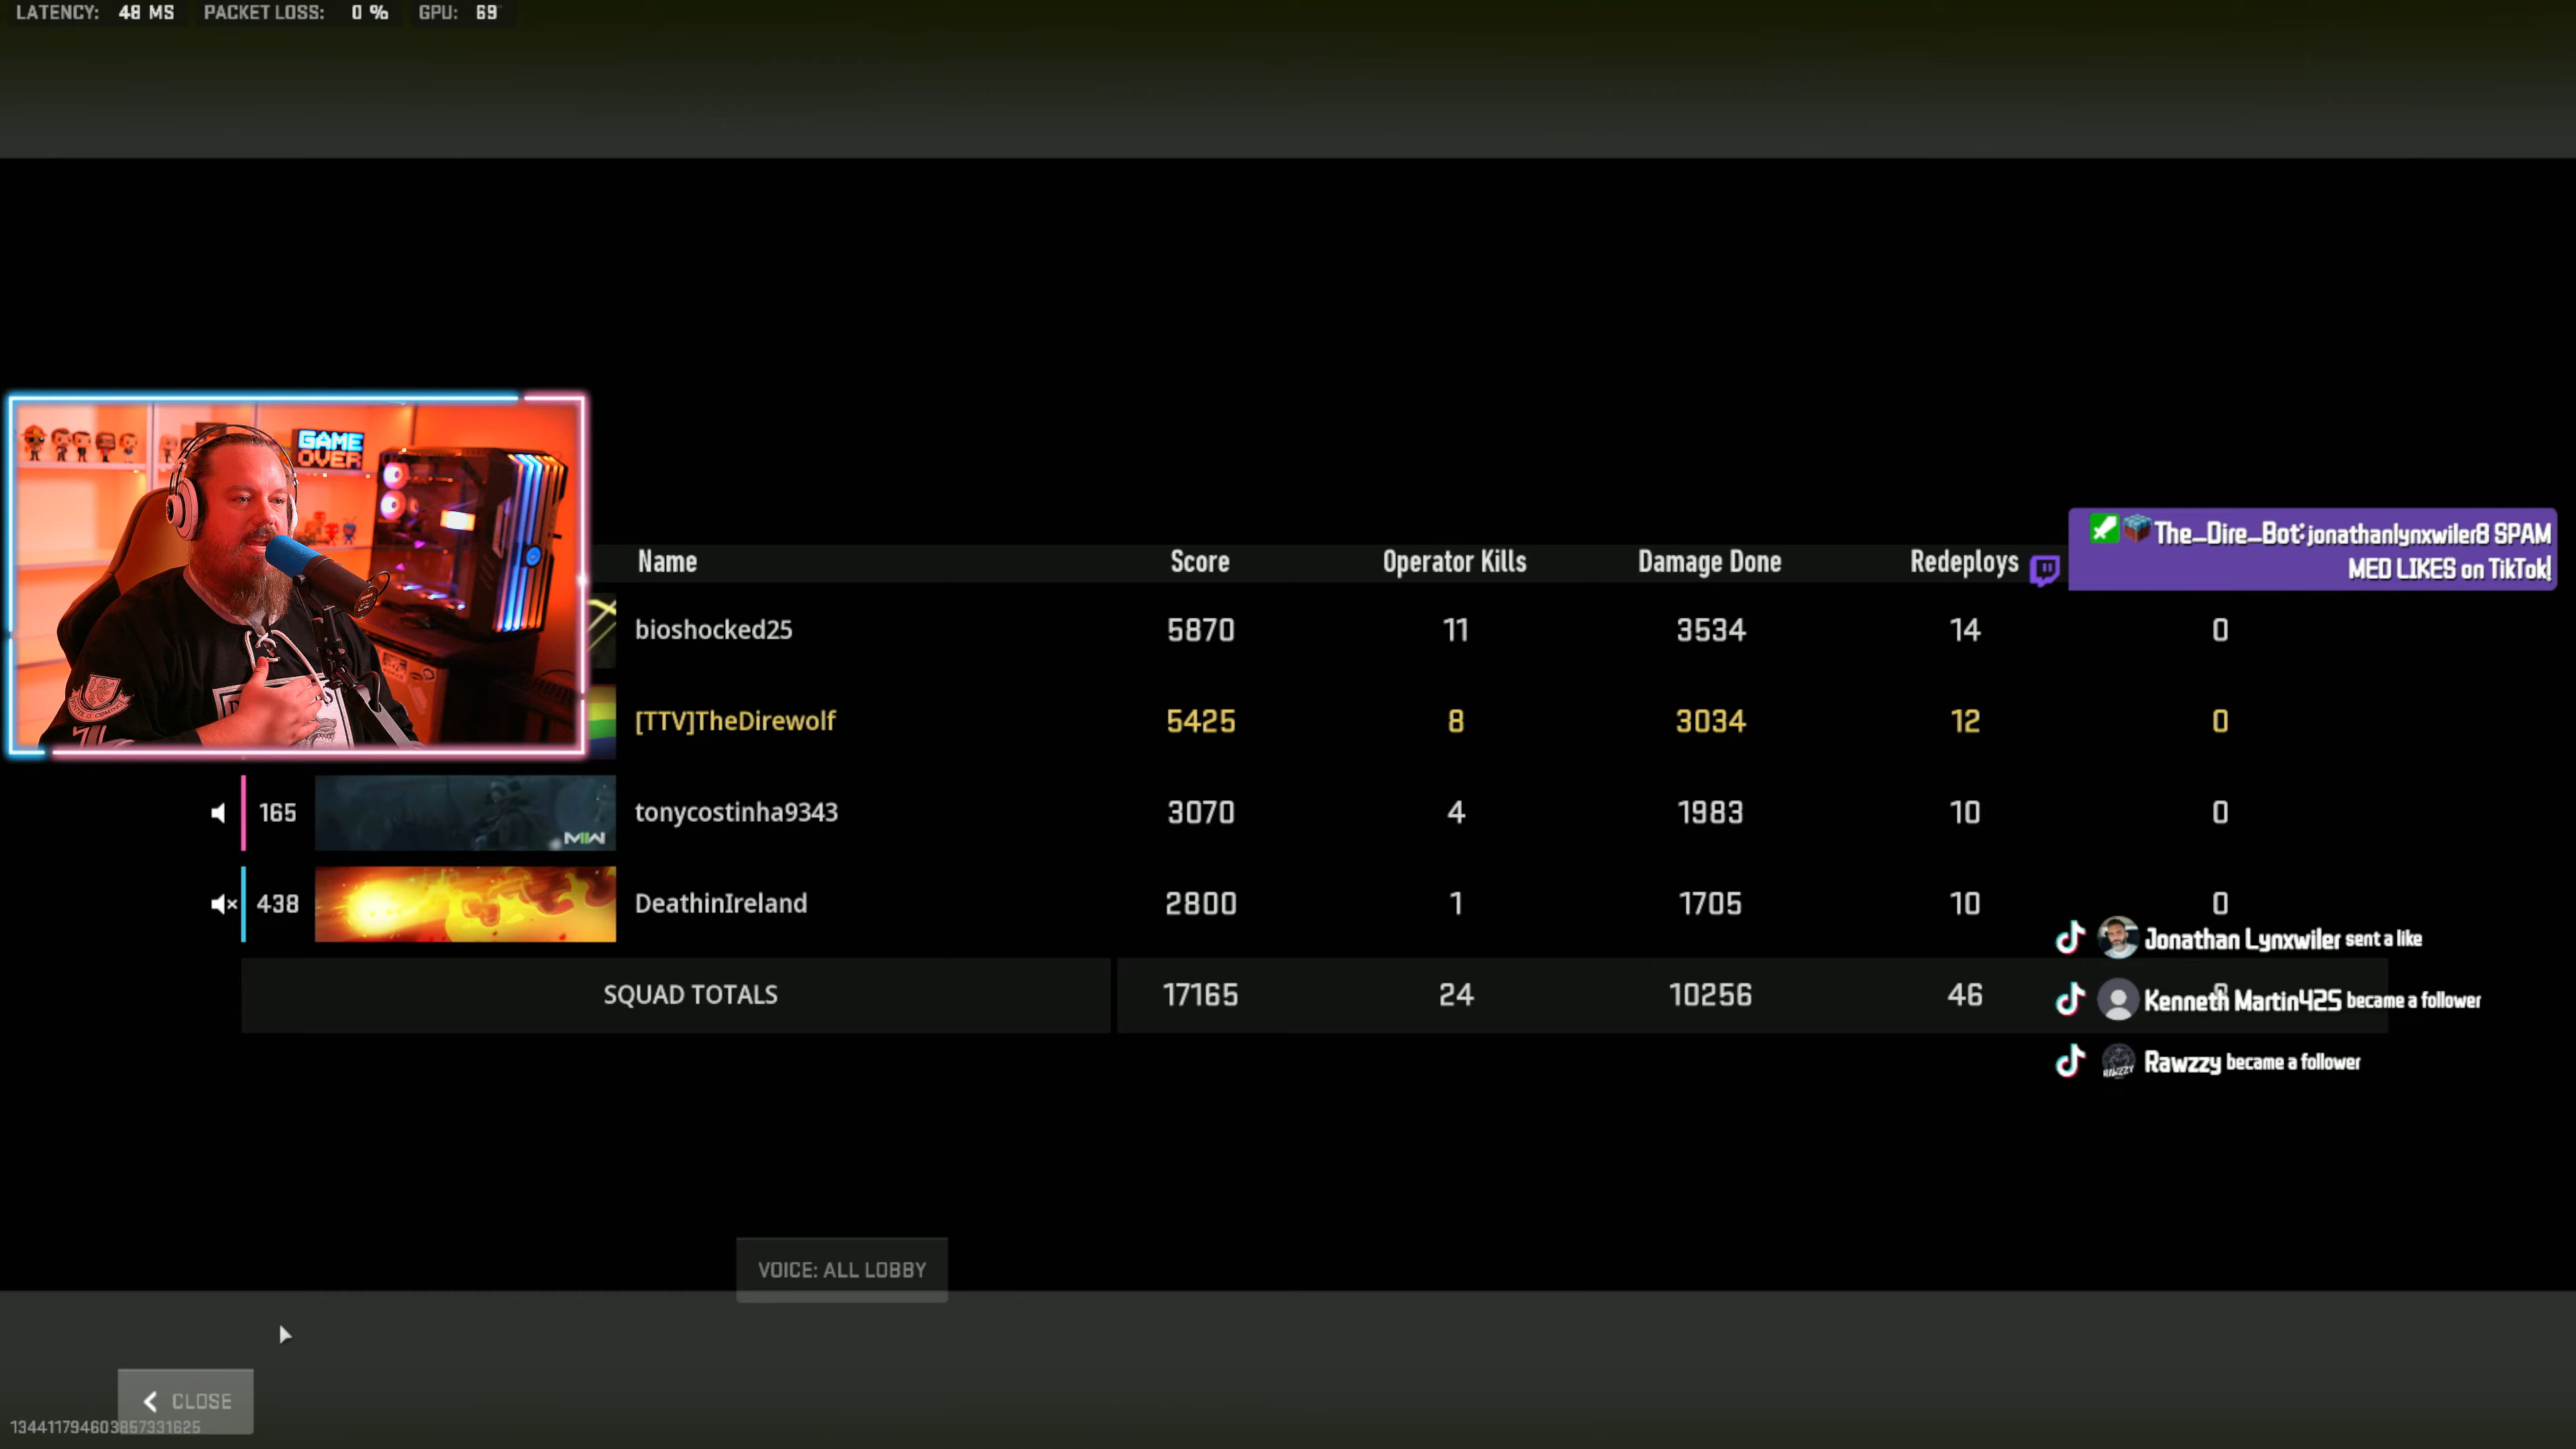 LATENCY: 48 MS PACKET LOSS: 0 % GPU: 69
GAME
OVER
Name Score Operator Kills Damage Done Redeploys
The_Dire_Bot: jonathanlynxwiler8 SPAM
MED LIKES on TikTok!
bioshocked25 5870 11 3534 14 0
[TTV]TheDirewolf 5425 8 3034 12 0
165 MW tonycostinha9343 3070 4 1983 10 0
438 DeathinIreland 2800 1 1705 10 0
Jonathan Lynxwiler sent a like
SQUAD TOTALS 17165 24 10256 46
Kenneth Martin425 became a follower
RAWZZY Rawzzy became a follower
VOICE: ALL LOBBY
CLOSE
134411794603857331625